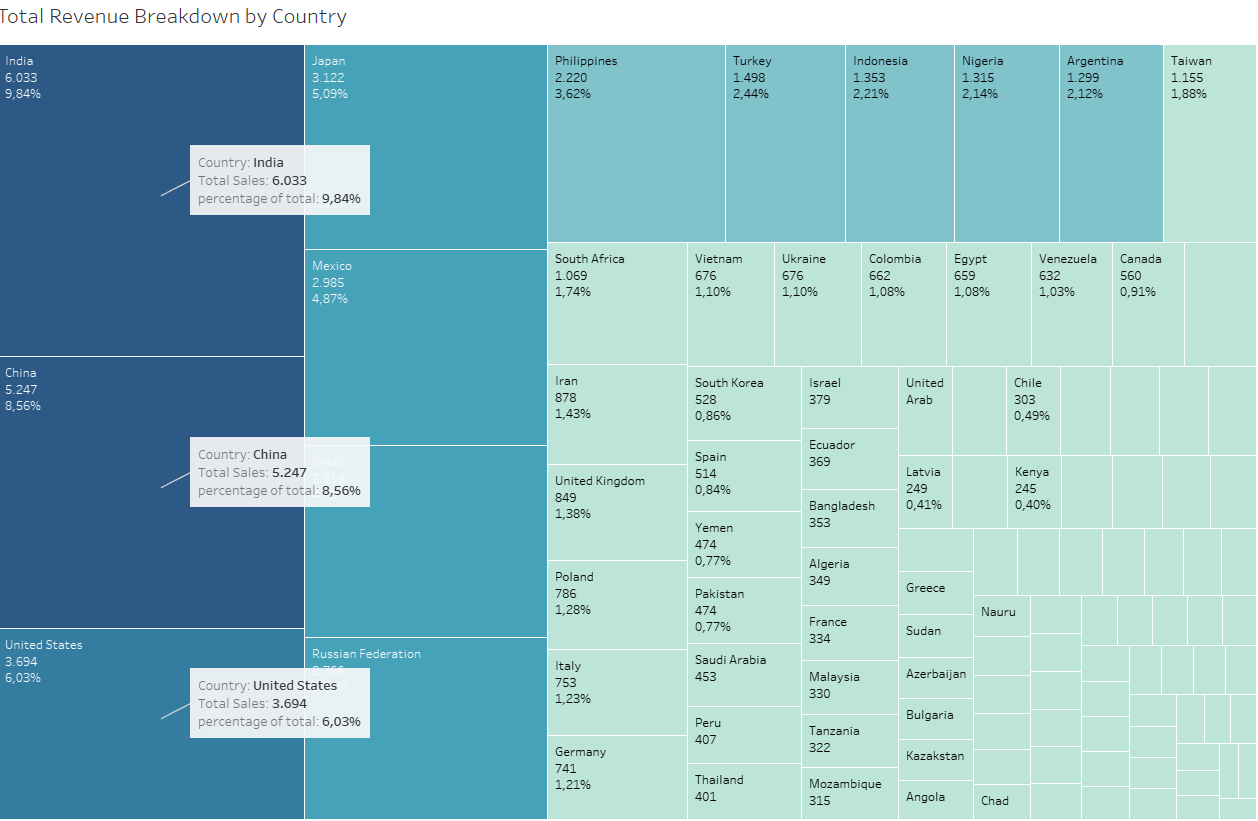 Total Revenue Breakdown by Country
India
6.033
9,84%
Country: India
Total Sales: 6.033
percentage of total: 9,84%
China
5.247
8,56%
Country: China
Total Sales: 5.247
percentage of total: 8,56%
United States
3.694
6,03%
Country: United States
Total Sales: 3.694
percentage of total: 6,03%
Japan
3.122
5,09%
Mexico
2.985
4,87%
Brazil
Russian Federation
Philippines
2.220
3,62%
Turkey
1.498
2,44%
Indonesia
1.353
2,21%
Nigeria
1.315
2,14%
Argentina
1.299
2,12%
Taiwan
1.155
1,88%
South Africa
1.069
1,74%
Vietnam
676
1,10%
Ukraine
676
1,10%
Colombia
662
1,08%
Egypt
659
1,08%
Venezuela
632
1,03%
Canada
560
0,91%
Iran
878
1,43%
United Kingdom
849
1,38%
Poland
786
1,28%
Italy
753
1,23%
Germany
741
1,21%
South Korea
528
0,86%
Spain
514
0,84%
Yemen
474
0,77%
Pakistan
474
0,77%
Saudi Arabia
453
Peru
407
Thailand
401
Israel
379
Ecuador
369
Bangladesh
353
Algeria
349
France
334
Malaysia
330
Tanzania
322
Mozambique
315
United
Arab
Chile
303
0,49%
Latvia
249
0,41%
Kenya
245
0,40%
Greece
Sudan
Azerbaijan
Bulgaria
Kazakstan
Angola
Nauru
Chad